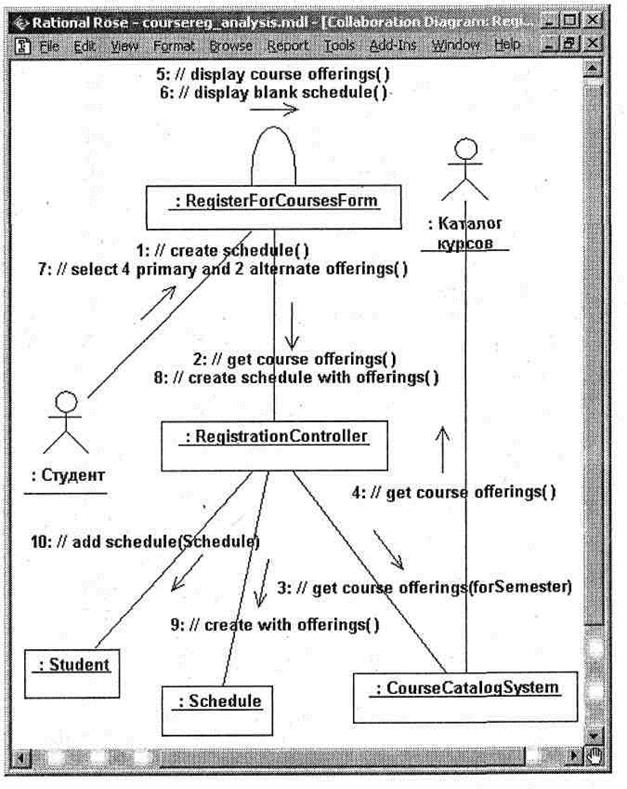 Rational Rose - coursereg_analysis.mdl - [Collaboration Diagram: Regi...
File Edit View Format Browse Report Tools Add-Ins Window Help
5: // display course offerings( )
6: // display blank schedule( )
: RegisterForCoursesForm
: Каталог
курсов
1: // create schedule( )
7: // select 4 primary and 2 alternate offerings( )
2: // get course offerings( )
8: // create schedule with offerings( )
: RegistrationController
: Студент
4: // get course offerings( )
10: // add schedule(Schedule)
3: // get course offerings(forSemester)
9: // create with offerings( )
: Student
: Schedule
: CourseCatalogSystem